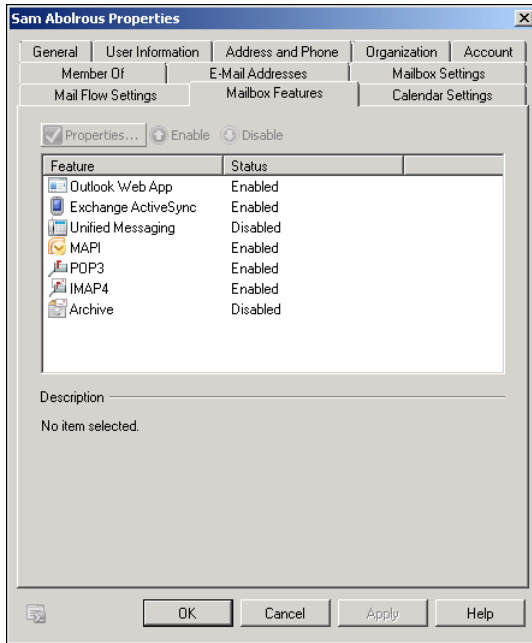 Sam Abolrous Properties
General User Information Address and Phone Organization Account
Member Of E-Mail Addresses Mailbox Settings
Mail Flow Settings Mailbox Features Calendar Settings
Properties... Enable Disable
Feature Status
Outlook Web App Enabled
Exchange ActiveSync Enabled
Unified Messaging Disabled
MAPI Enabled
POP3 Enabled
IMAP4 Enabled
Archive Disabled
Description
No item selected.
OK Cancel Apply Help